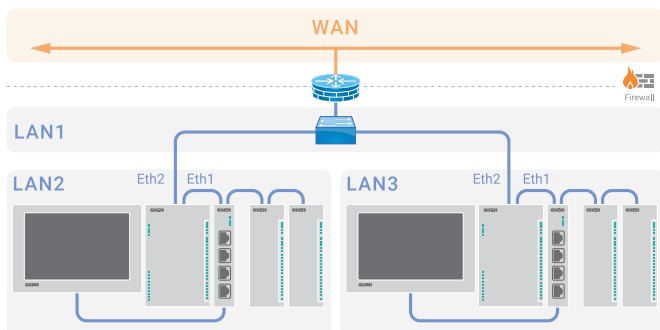 WAN
Firewall
LAN1
LAN2
Eth2
Eth1
LAN3
Eth2
Eth1